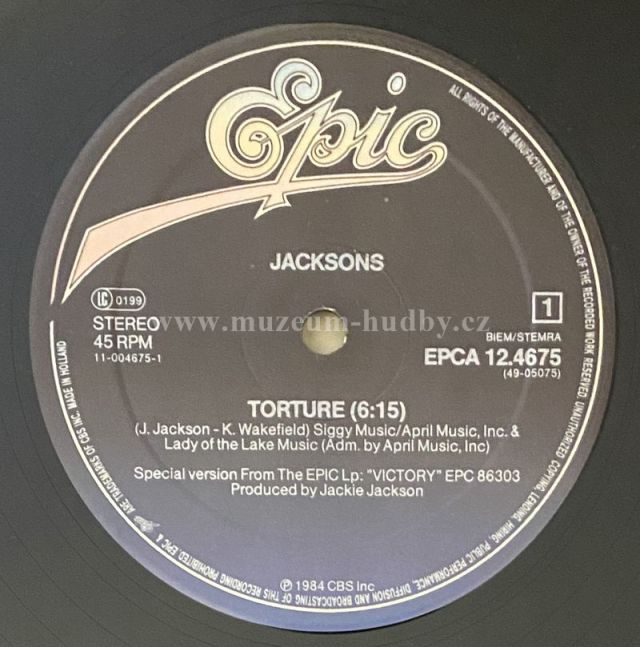 Epic
JACKSONS
LC 0199
STEREO
45 RPM
11-004675-1
1
BIEM/STEMRA
EPCA 12.4675
(49-05075)
www.muzeum-hudby.cz
TORTURE (6:15)
(J. Jackson - K. Wakefield) Siggy Music/April Music, Inc. &
Lady of the Lake Music (Adm. by April Music, Inc)
Special version From The EPIC Lp: "VICTORY" EPC 86303
Produced by Jackie Jackson
℗ 1984 CBS Inc
ALL RIGHTS OF THE MANUFACTURER AND OF THE OWNER OF THE RECORDED WORK RESERVED. UNAUTHORIZED COPYING, LENDING, HIRING, PUBLIC PERFORMANCE, DIFFUSION AND BROADCASTING OF THIS RECORDING PROHIBITED. EPIC & ARE TRADEMARKS OF CBS INC. MADE IN HOLLAND